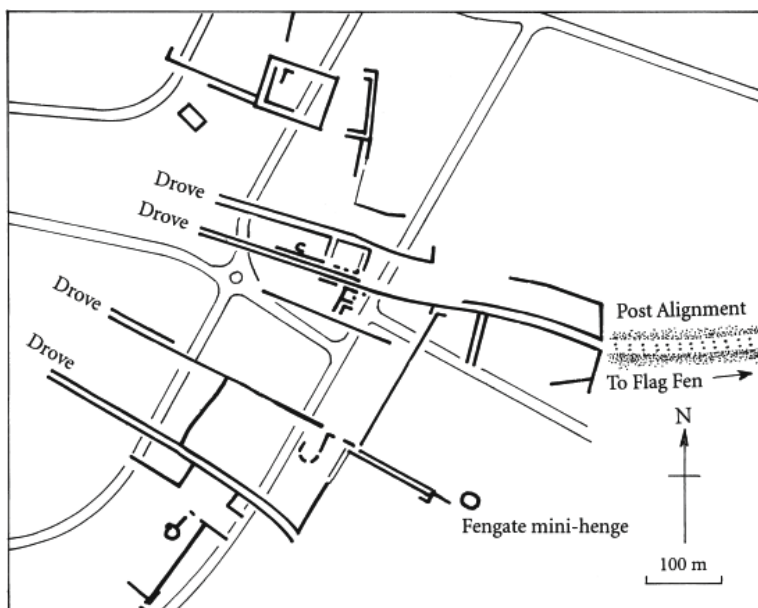 Drove
Drove
Drove
Drove
Post Alignment
To Flag Fen
N
Fengate mini-henge
100 m